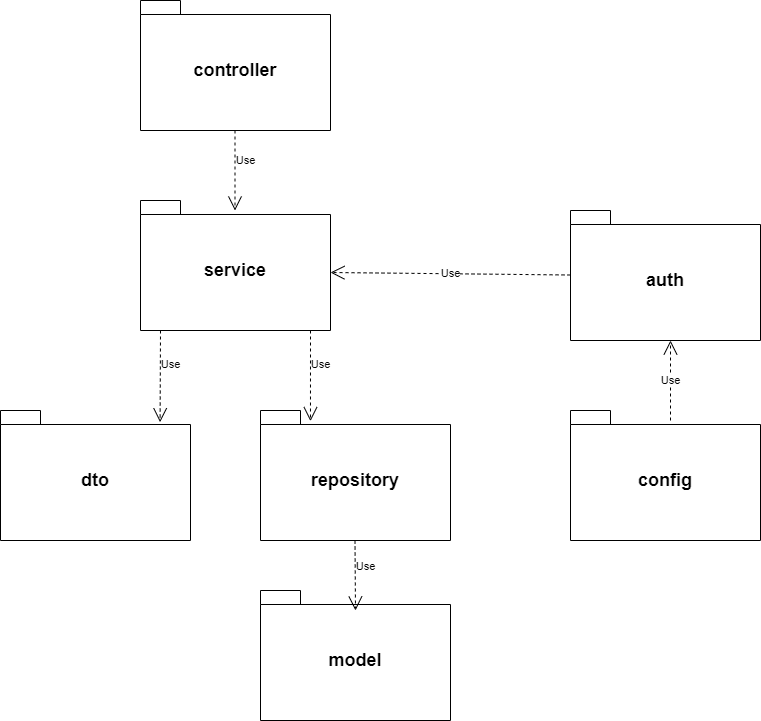 controller
Use
service
Use
auth
Use
Use
Use
dto
repository
config
Use
model